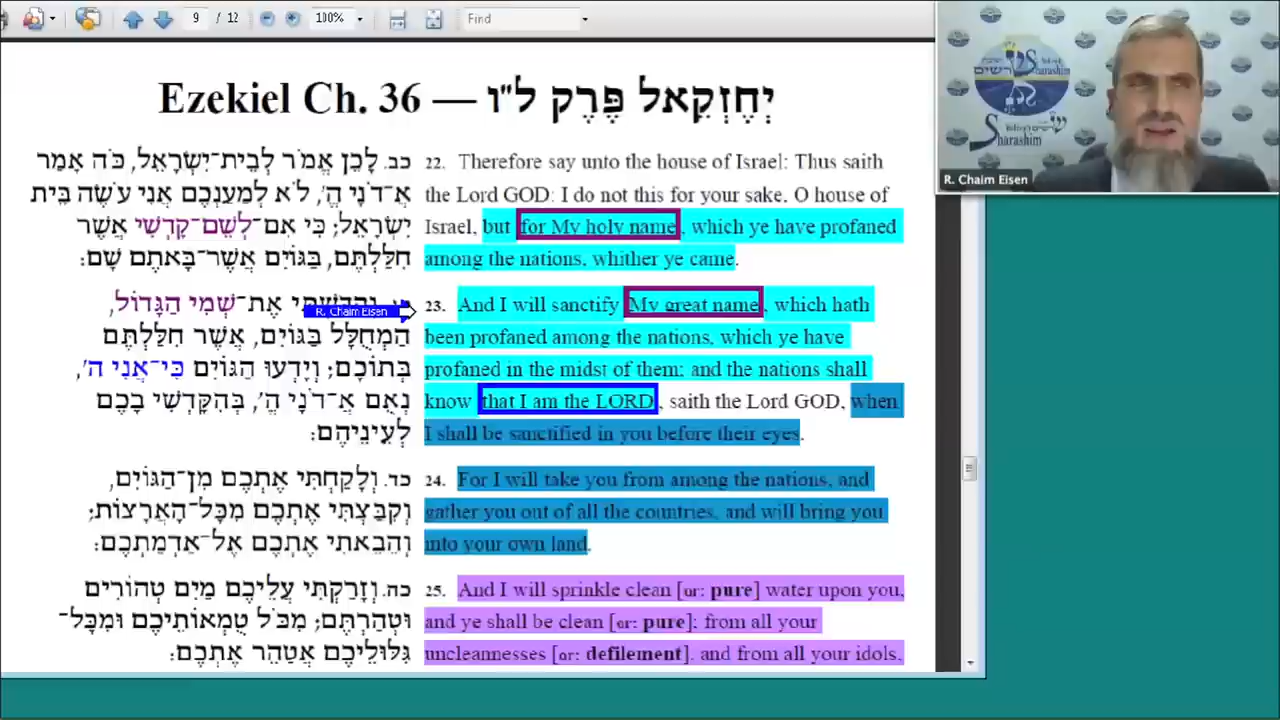 9 / 12 100% Find
Ezekiel Ch. 36 — יְחֶזְקֵאל פֶּרֶק ל"ו
כב. לָכֵן אֱמֹר לְבֵית־יִשְׂרָאֵל, כֹּה אָמַר
אֲ־דֹנָי ה', לֹא לְמַעַנְכֶם אֲנִי עֹשֶׂה בֵּית
יִשְׂרָאֵל; כִּי אִם־לְשֵׁם־קָדְשִׁי אֲשֶׁר
חִלַּלְתֶּם, בַּגּוֹיִם אֲשֶׁר־בָּאתֶם שָׁם:
22. Therefore say unto the house of Israel: Thus saith
the Lord GOD: I do not this for your sake, O house of
Israel, but for My holy name, which ye have profaned
among the nations, whither ye came.
אֶת־שְׁמִי הַגָּדוֹל,
הַמְחֻלָּל בַּגּוֹיִם, אֲשֶׁר חִלַּלְתֶּם
בְּתוֹכָם; וְיָדְעוּ הַגּוֹיִם כִּי־אֲנִי ה',
נְאֻם אֲ־דֹנָי ה', בְּהִקָּדְשִׁי בָכֶם
לְעֵינֵיהֶם:
R. Chaim Eisen
23. And I will sanctify My great name, which hath
been profaned among the nations, which ye have
profaned in the midst of them; and the nations shall
know that I am the LORD, saith the Lord GOD, when
I shall be sanctified in you before their eyes.
כד. וְלָקַחְתִּי אֶתְכֶם מִן־הַגּוֹיִם,
וְקִבַּצְתִּי אֶתְכֶם מִכָּל־הָאֲרָצוֹת;
וְהֵבֵאתִי אֶתְכֶם אֶל־אַדְמַתְכֶם:
24. For I will take you from among the nations, and
gather you out of all the countries, and will bring you
into your own land.
כה. וְזָרַקְתִּי עֲלֵיכֶם מַיִם טְהוֹרִים
וּטְהַרְתֶּם; מִכֹּל טֻמְאוֹתֵיכֶם וּמִכָּל־
גִּלּוּלֵיכֶם אֲטַהֵר אֶתְכֶם:
25. And I will sprinkle clean [or: pure] water upon you,
and ye shall be clean [or: pure]; from all your
uncleannesses [or: defilement], and from all your idols,
Sharashim
שרשים
Sharashim
R. Chaim Eisen